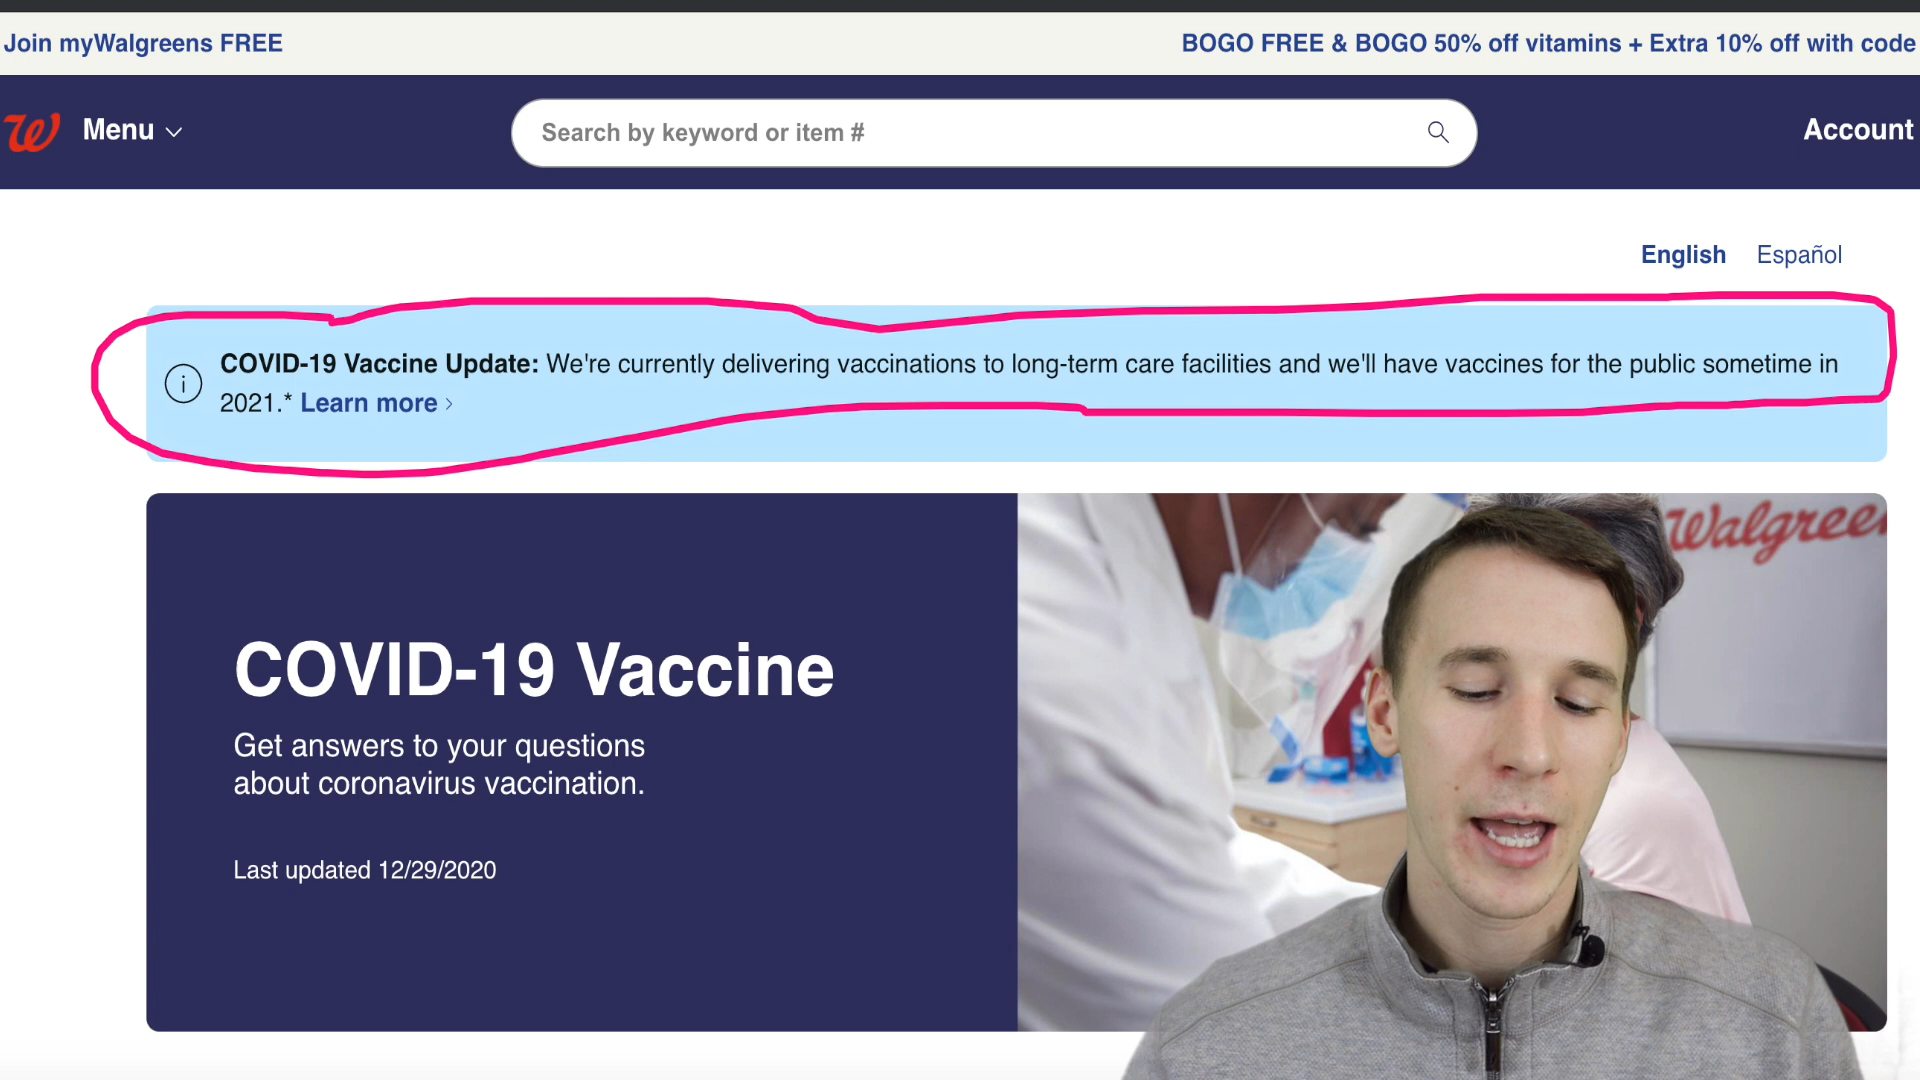 Join myWalgreens FREE
BOGO FREE & BOGO 50% off vitamins + Extra 10% off with code
W Menu
Search by keyword or item #
Account
English Español
COVID-19 Vaccine Update: We're currently delivering vaccinations to long-term care facilities and we'll have vaccines for the public sometime in
2021.* Learn more ›
Walgreen
COVID-19 Vaccine
Get answers to your questions
about coronavirus vaccination.
Last updated 12/29/2020